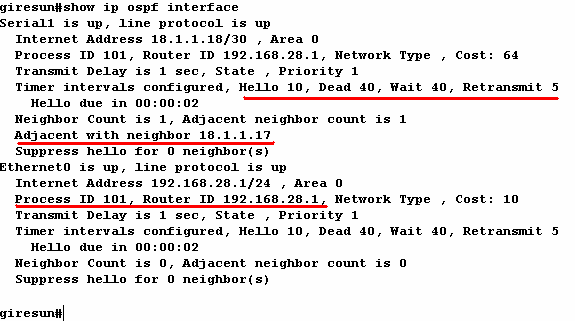 giresun#show ip ospf interface
Serial1 is up, line protocol is up
Internet Address 18.1.1.18/30 , Area 0
Process ID 101, Router ID 192.168.28.1, Network Type , Cost: 64
Transmit Delay is 1 sec, State , Priority 1
Timer intervals configured, Hello 10, Dead 40, Wait 40, Retransmit 5
Hello due in 00:00:02
Neighbor Count is 1, Adjacent neighbor count is 1
Adjacent with neighbor 18.1.1.17
Suppress hello for 0 neighbor(s)
Ethernet0 is up, line protocol is up
Internet Address 192.168.28.1/24 , Area 0
Process ID 101, Router ID 192.168.28.1, Network Type , Cost: 10
Transmit Delay is 1 sec, State , Priority 1
Timer intervals configured, Hello 10, Dead 40, Wait 40, Retransmit 5
Hello due in 00:00:02
Neighbor Count is 0, Adjacent neighbor count is 0
Suppress hello for 0 neighbor(s)
giresun#